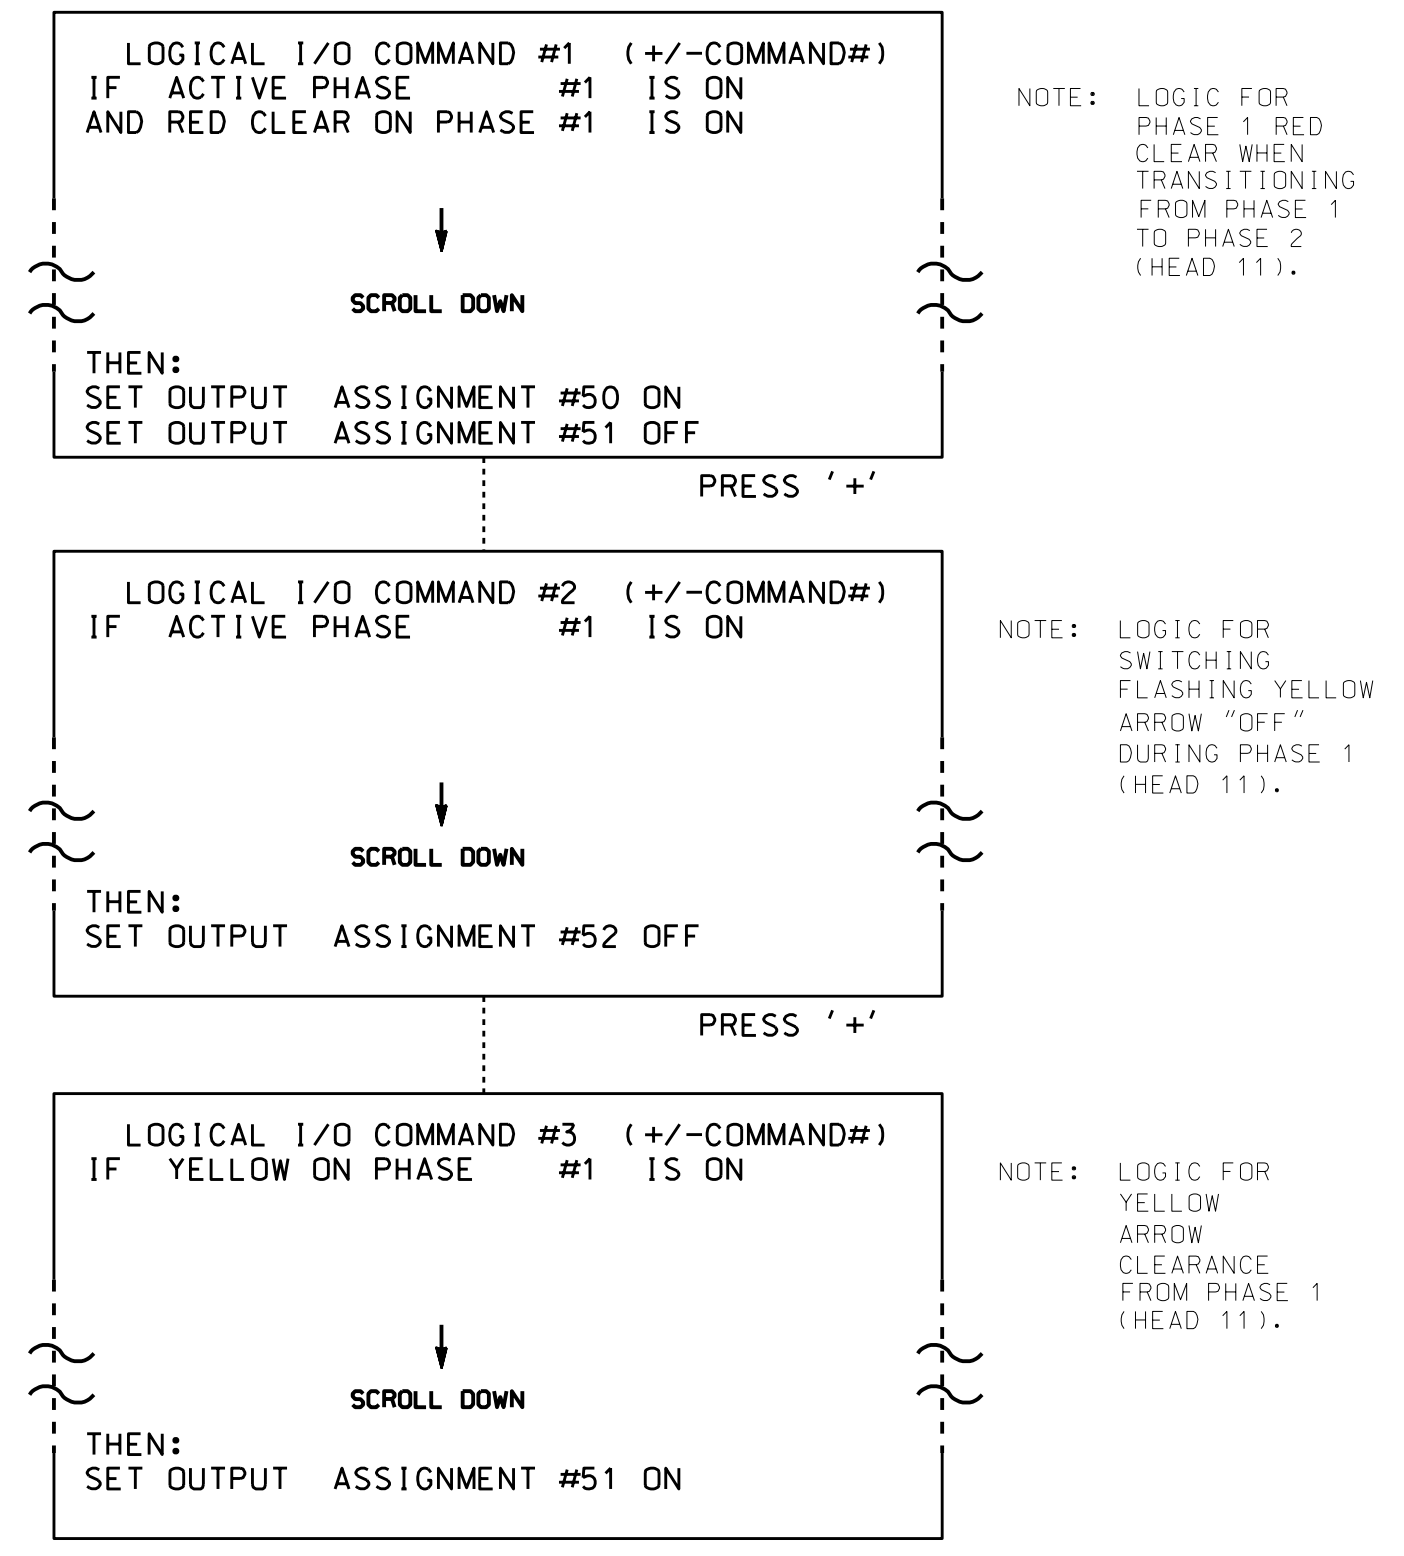 LOGICAL I/O COMMAND #1 (+/-COMMAND#)
IF ACTIVE PHASE #1 IS ON
AND RED CLEAR ON PHASE #1 IS ON
SCROLL DOWN
THEN:
SET OUTPUT ASSIGNMENT #50 ON
SET OUTPUT ASSIGNMENT #51 OFF
NOTE: LOGIC FOR
PHASE 1 RED
CLEAR WHEN
TRANSITIONING
FROM PHASE 1
TO PHASE 2
(HEAD 11).
PRESS '+'
LOGICAL I/O COMMAND #2 (+/-COMMAND#)
IF ACTIVE PHASE #1 IS ON
SCROLL DOWN
THEN:
SET OUTPUT ASSIGNMENT #52 OFF
NOTE: LOGIC FOR
SWITCHING
FLASHING YELLOW
ARROW "OFF"
DURING PHASE 1
(HEAD 11).
PRESS '+'
LOGICAL I/O COMMAND #3 (+/-COMMAND#)
IF YELLOW ON PHASE #1 IS ON
SCROLL DOWN
THEN:
SET OUTPUT ASSIGNMENT #51 ON
NOTE: LOGIC FOR
YELLOW
ARROW
CLEARANCE
FROM PHASE 1
(HEAD 11).